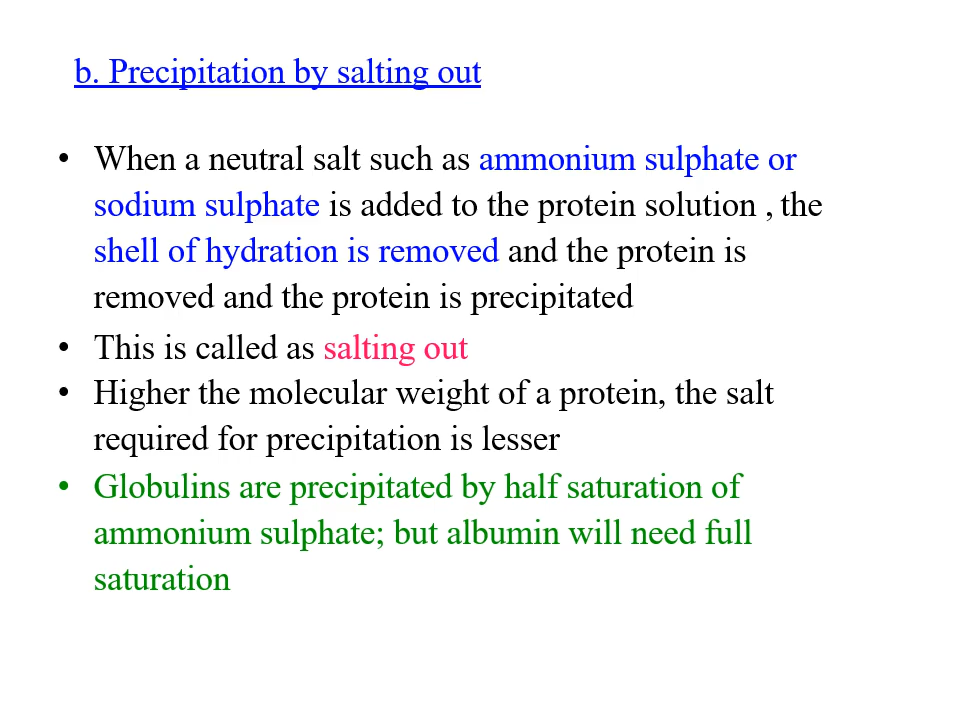 b. Precipitation by salting out
• When a neutral salt such as ammonium sulphate or
sodium sulphate is added to the protein solution , the
shell of hydration is removed and the protein is
removed and the protein is precipitated
• This is called as salting out
• Higher the molecular weight of a protein, the salt
required for precipitation is lesser
• Globulins are precipitated by half saturation of
ammonium sulphate; but albumin will need full
saturation